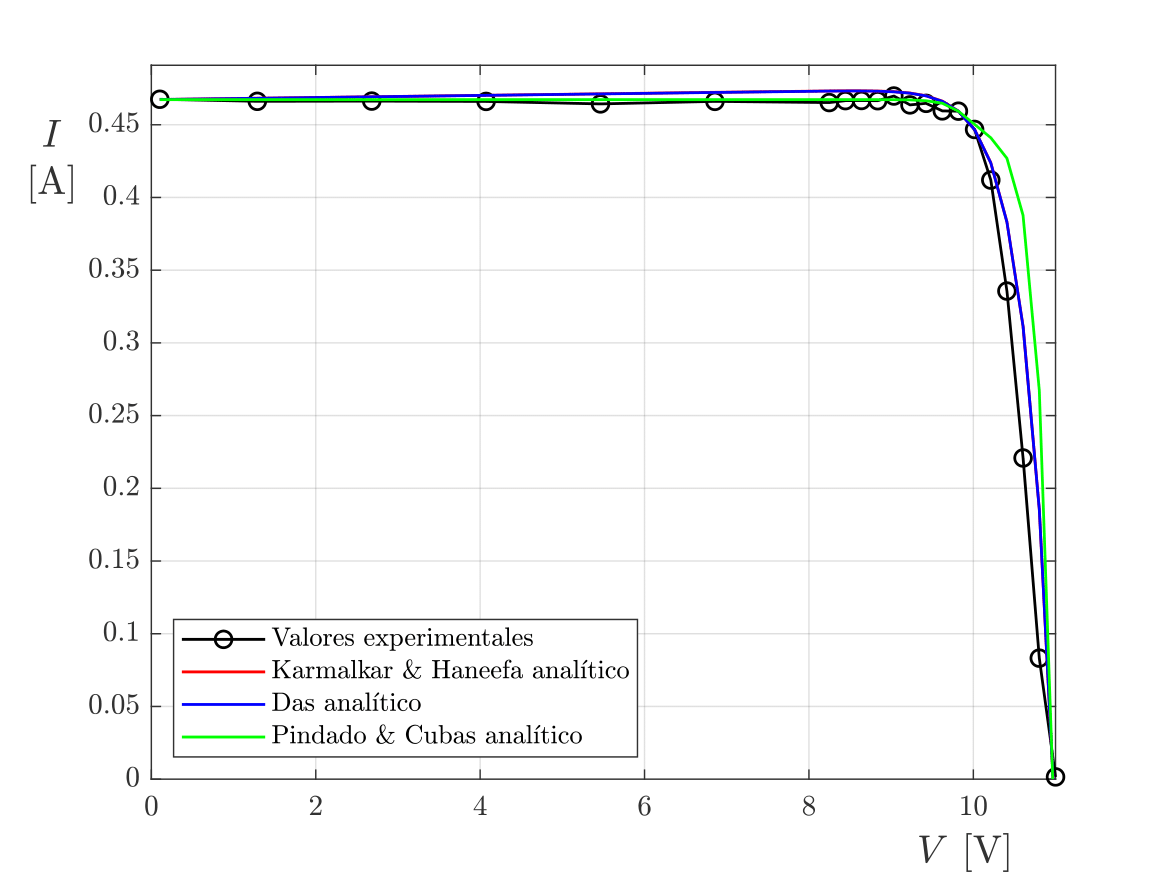 I
[A]
0.45
0.4
0.35
0.3
0.25
0.2
0.15
0.1
0.05
0
Valores experimentales
Karmalkar & Haneefa analítico
Das analítico
Pindado & Cubas analítico
0 2 4 6 8 10
V [V]